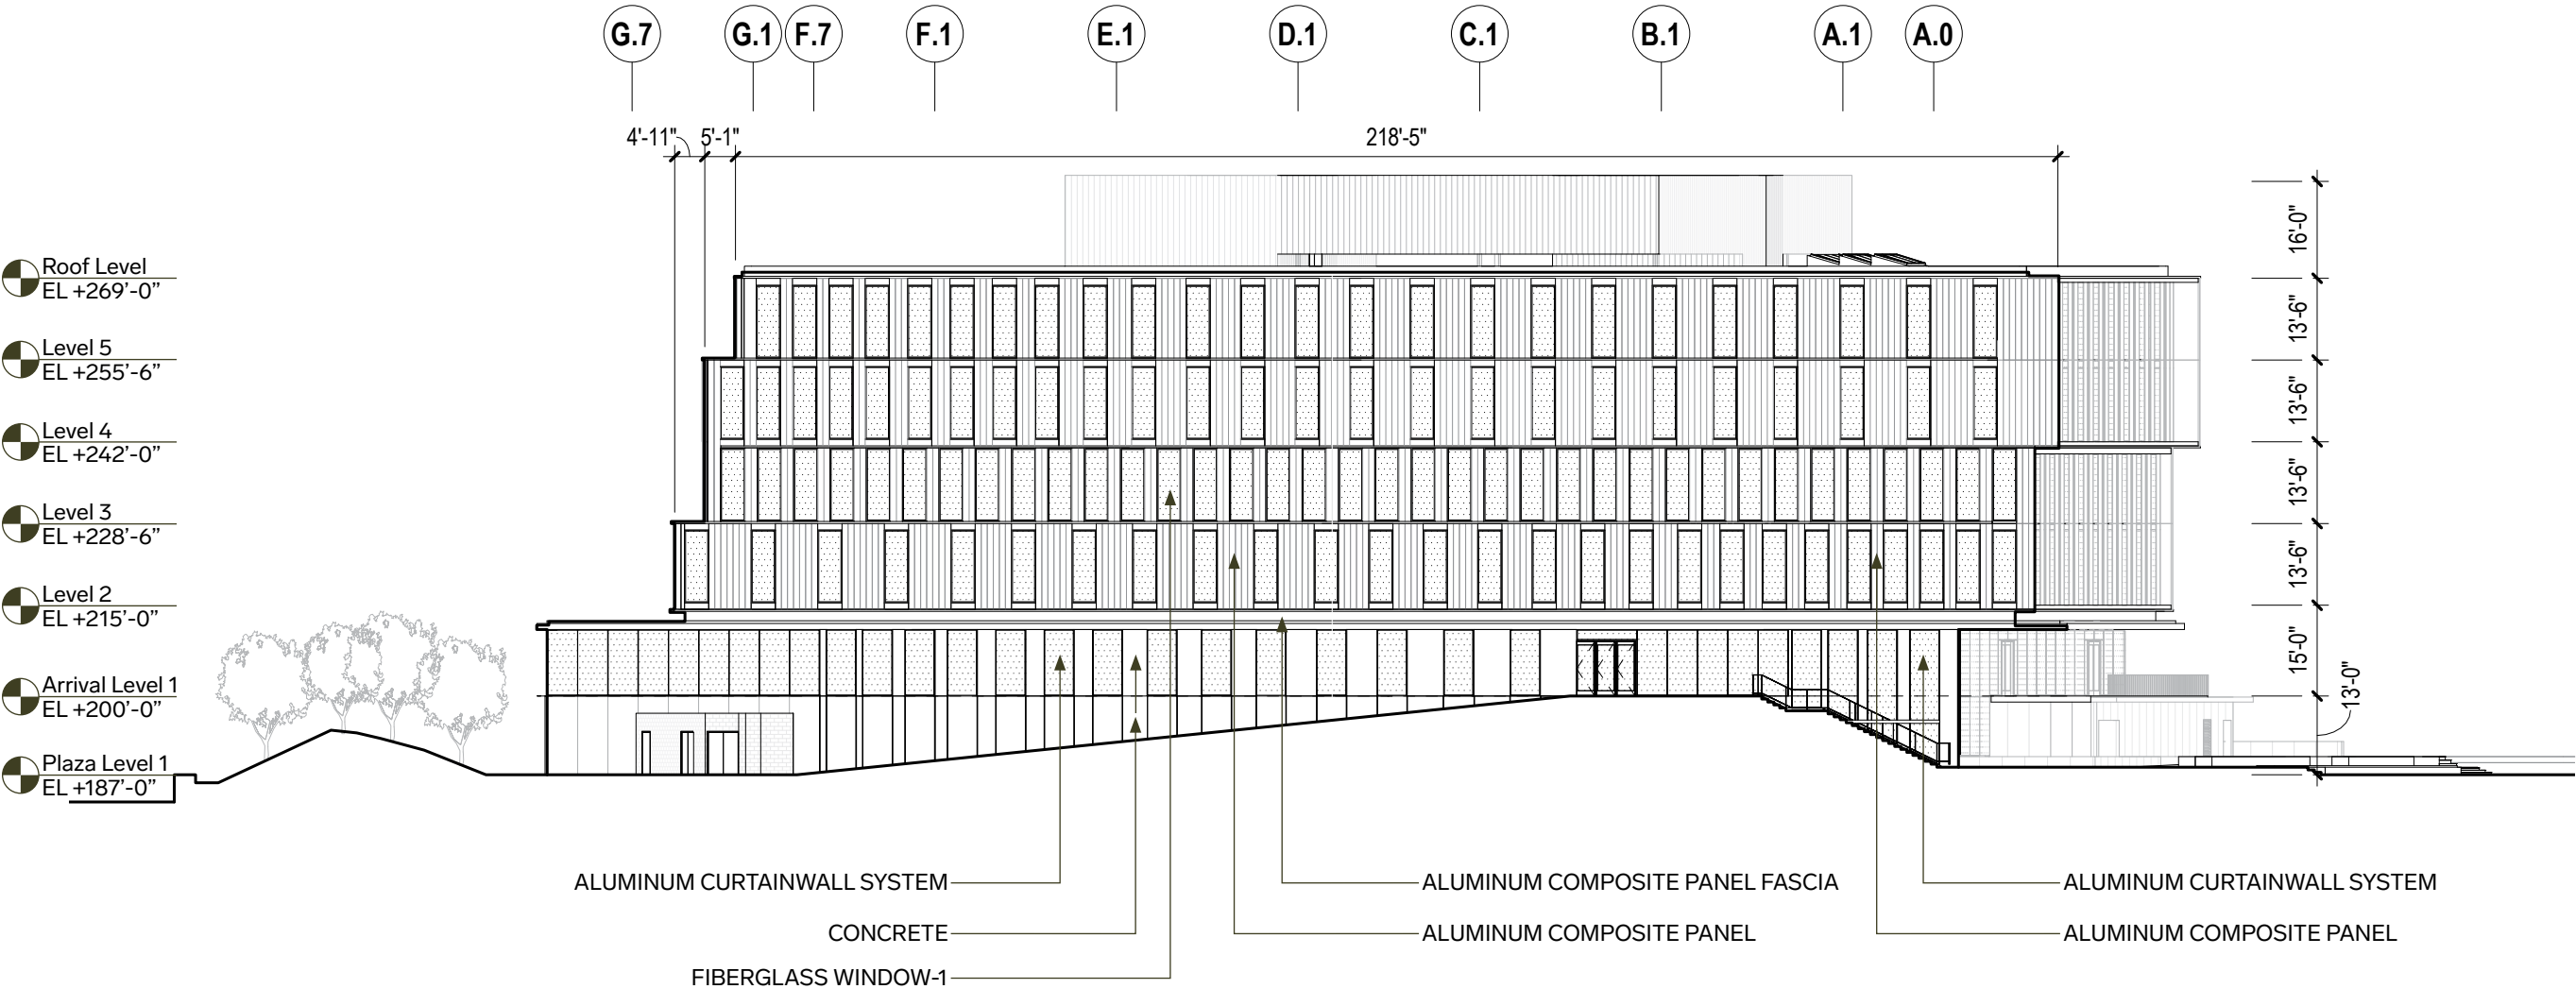 G.7 G.1 F.7 F.1 E.1 D.1 C.1 B.1 A.1 A.0
4'-11" 5'-1" 218'-5"
16'-0"
Roof Level
EL +269’-0”
13'-6"
Level 5
EL +255’-6”
13'-6"
Level 4
EL +242’-0”
13'-6"
Level 3
EL +228’-6”
13'-6"
Level 2
EL +215’-0”
15'-0"
Arrival Level 1
EL +200’-0”
13'-0"
Plaza Level 1
EL +187’-0”
ALUMINUM CURTAINWALL SYSTEM
ALUMINUM COMPOSITE PANEL FASCIA
ALUMINUM CURTAINWALL SYSTEM
CONCRETE
ALUMINUM COMPOSITE PANEL
ALUMINUM COMPOSITE PANEL
FIBERGLASS WINDOW-1